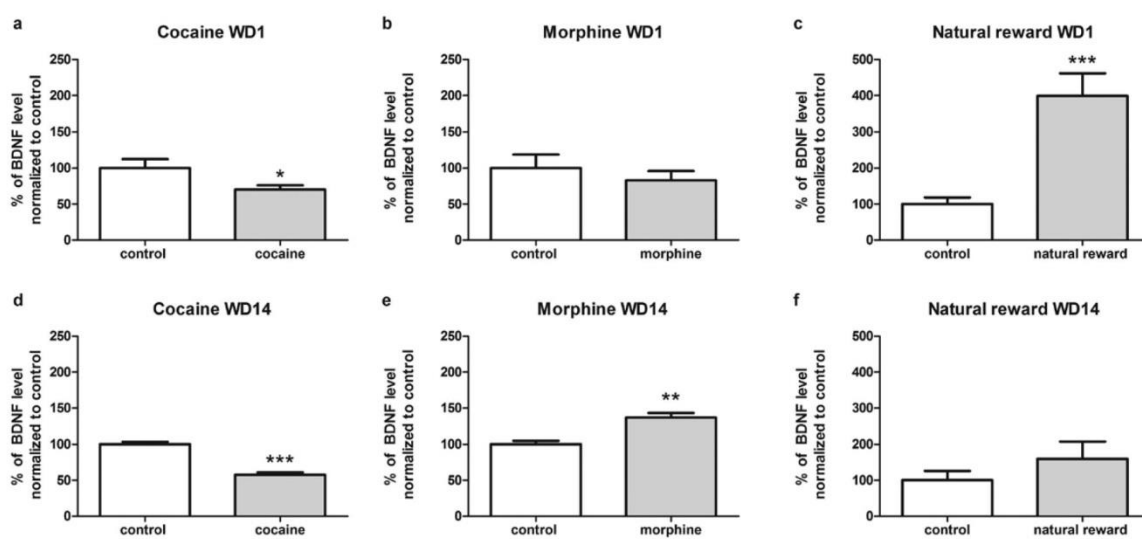 a
Cocaine WD1
% of BDNF level
normalized to control
250
200
150
100
50
0
*
control
cocaine
b
Morphine WD1
% of BDNF level
normalized to control
250
200
150
100
50
0
control
morphine
c
Natural reward WD1
% of BDNF level
normalized to control
500
400
300
200
100
0
***
control
natural reward
d
Cocaine WD14
% of BDNF level
normalized to control
250
200
150
100
50
0
***
control
cocaine
e
Morphine WD14
% of BDNF level
normalized to control
250
200
150
100
50
0
**
control
morphine
f
Natural reward WD14
% of BDNF level
normalized to control
500
400
300
200
100
0
control
natural reward